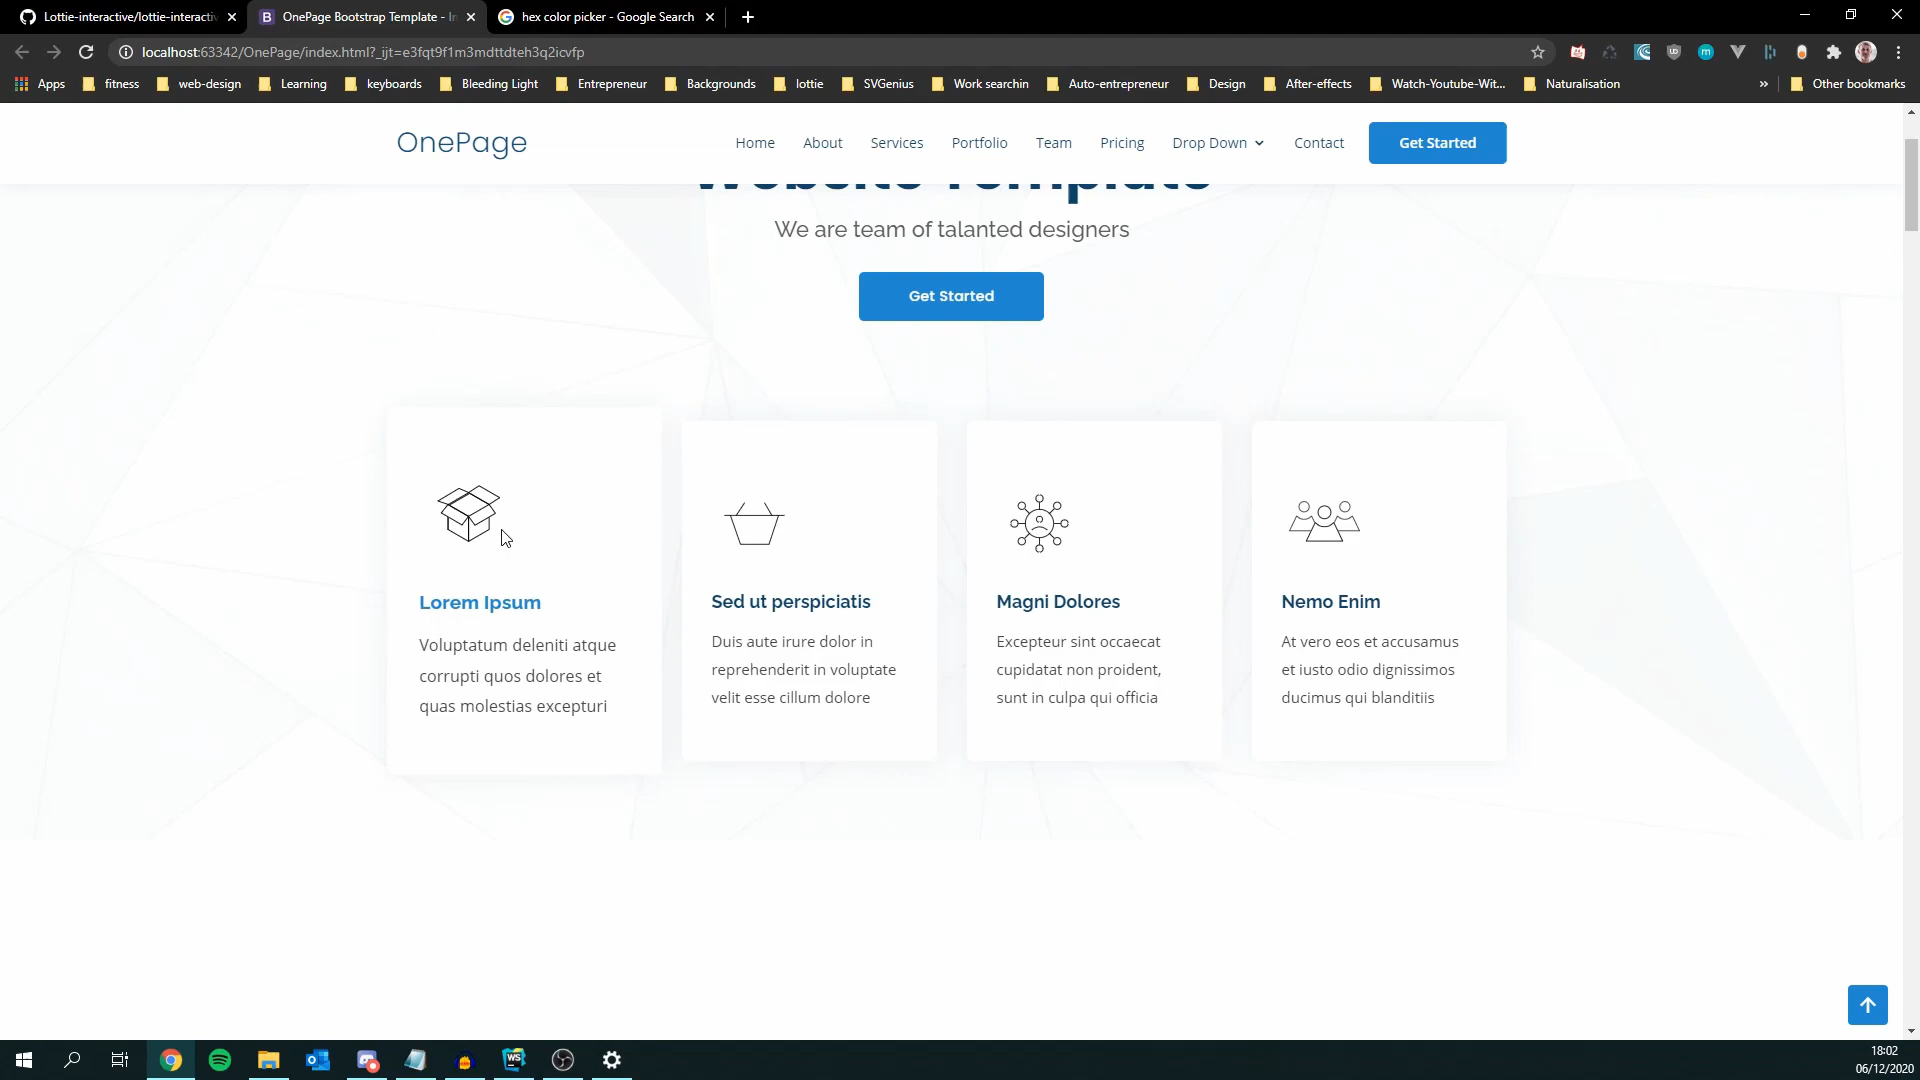 Lottie-interactive/lottie-interactiv
OnePage Bootstrap Template - In
hex color picker - Google Search
localhost:63342/OnePage/index.html?_ijt=e3fqt9f1m3mdttdteh3q2icvfp
Apps fitness web-design Learning keyboards Bleeding Light Entrepreneur Backgrounds lottie SVGenius Work searchin Auto-entrepreneur Design After-effects Watch-Youtube-Wit... Naturalisation » Other bookmarks
OnePage
Home About Services Portfolio Team Pricing Drop Down Contact Get Started
Website Template
We are team of talanted designers
Get Started
Lorem Ipsum
Voluptatum deleniti atque
corrupti quos dolores et
quas molestias excepturi
Sed ut perspiciatis
Duis aute irure dolor in
reprehenderit in voluptate
velit esse cillum dolore
Magni Dolores
Excepteur sint occaecat
cupidatat non proident,
sunt in culpa qui officia
Nemo Enim
At vero eos et accusamus
et iusto odio dignissimos
ducimus qui blanditiis
18:02
06/12/2020